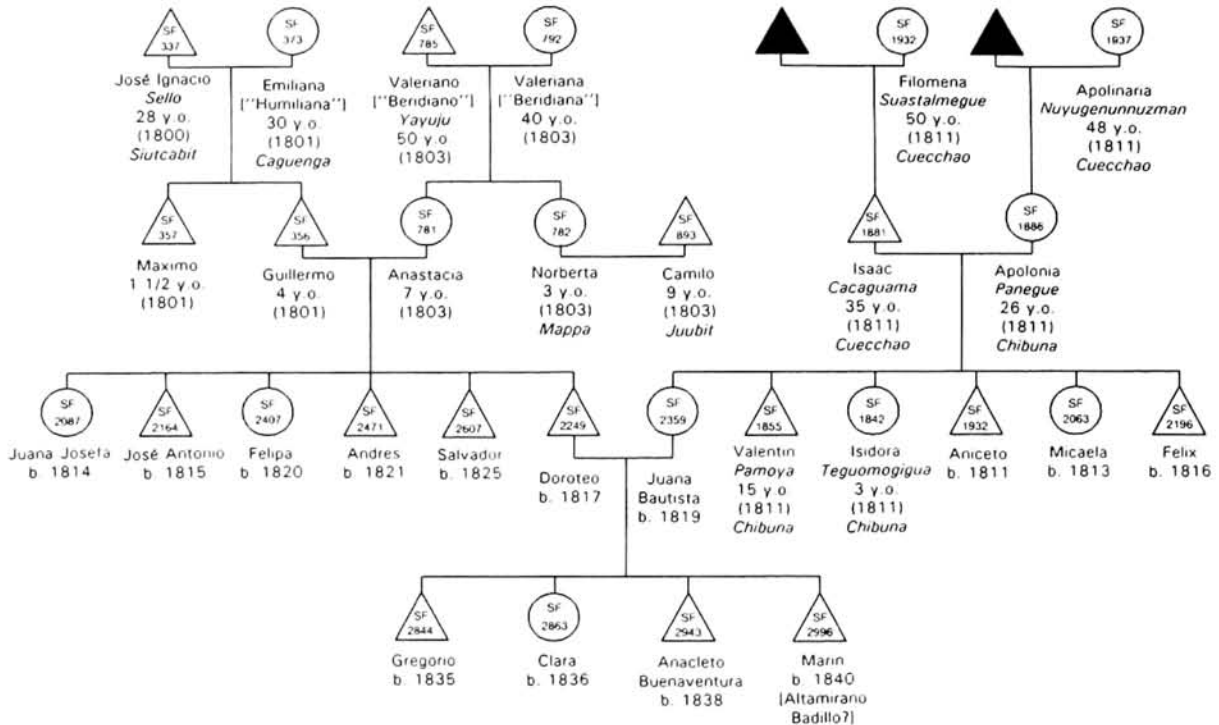 SF
337
José Ignacio
Sello
28 y.o.
(1800)
Siutcabit
SF
373
Emiliana
["Humiliana"]
30 y.o.
(1801)
Caguenga
SF
785
Valeriano
["Beridiano"]
Yayuju
50 y.o
(1803)
SF
792
Valeriana
["Beridiana"]
40 y.o.
(1803)
SF
1932
Filomena
Suastalmegue
50 y.o.
(1811)
Cuecchao
SF
1937
Apolinaria
Nuyugenunnuzman
48 y.o.
(1811)
Cuecchao
SF
357
Maximo
1 1/2 y.o.
(1801)
SF
356
Guillermo
4 y.o.
(1801)
SF
781
Anastacia
7 y.o.
(1803)
SF
782
Norberta
3 y.o.
(1803)
Mappa
SF
893
Camilo
9 y.o.
(1803)
Juubit
SF
1881
Isaac
Cacaguama
35 y.o.
(1811)
Cuecchao
SF
1886
Apolonia
Panegue
26 y.o.
(1811)
Chibuna
SF
2087
Juana Josefa
b. 1814
SF
2164
José Antonio
b. 1815
SF
2407
Felipa
b. 1820
SF
2471
Andres
b. 1821
SF
2607
Salvador
b. 1825
SF
2249
Doroteo
b. 1817
SF
2359
Juana
Bautista
b. 1819
SF
1855
Valentin
Pamoya
15 y.o
(1811)
Chibuna
SF
1842
Isidora
Teguomogigua
3 y.o.
(1811)
Chibuna
SF
1932
Aniceto
b. 1811
SF
2063
Micaela
b. 1813
SF
2196
Felix
b. 1816
SF
2844
Gregorio
b. 1835
SF
2863
Clara
b. 1836
SF
2943
Anacleto
Buenaventura
b. 1838
SF
2996
Marin
b. 1840
[Altamirano
Badillo?]